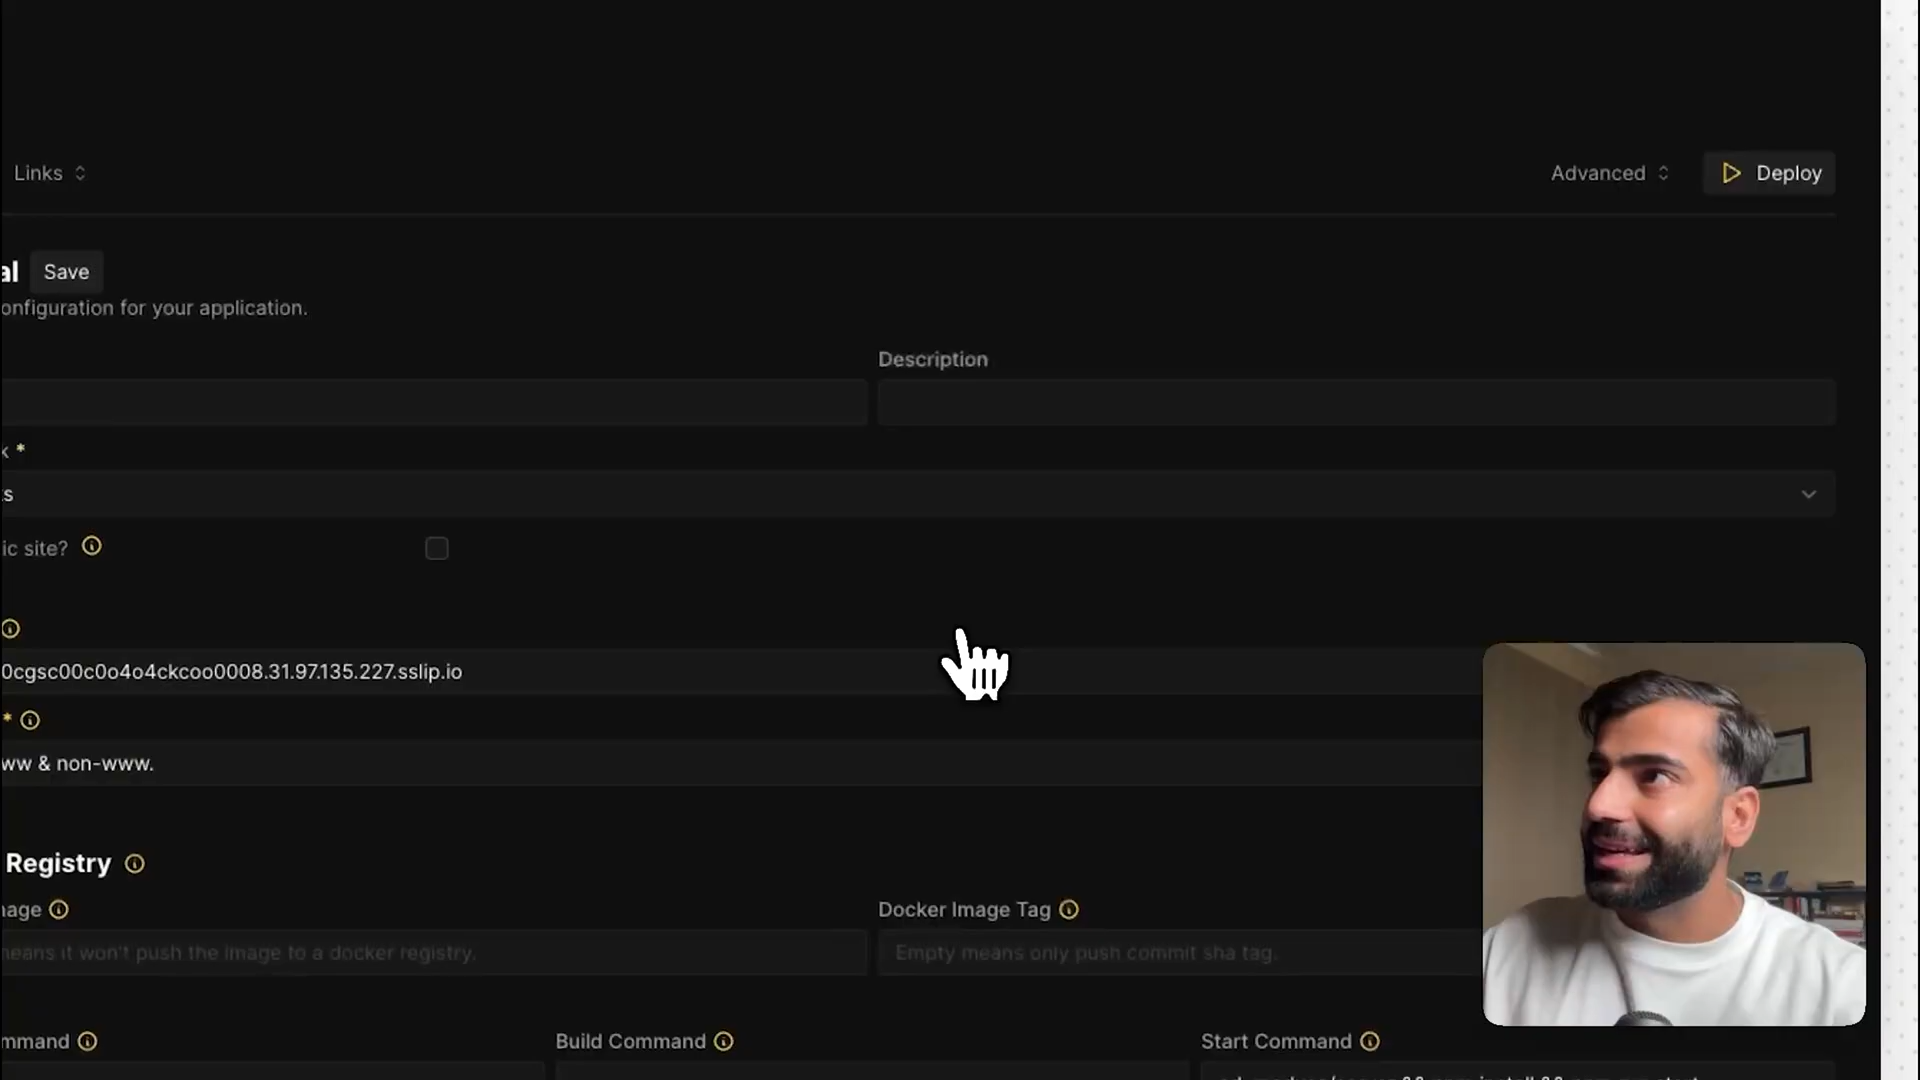 Links
Advanced
Deploy
al
Save
onfiguration for your application.
Description
k *
s
ic site?
0cgsc00c0o4o4ckcoo0008.31.97.135.227.sslip.io
*
ww & non-www.
Registry
nage
Docker Image Tag
means it won't push the image to a docker registry.
Empty means only push commit sha tag.
mmand
Build Command
Start Command